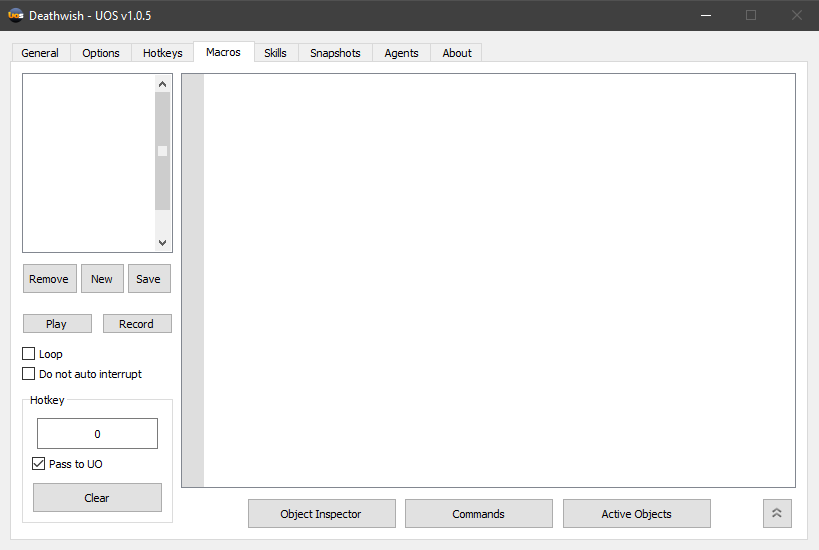 UOS Deathwish - UOS v1.0.5
General Options Hotkeys Macros Skills Snapshots Agents About
Remove New Save
Play Record
Loop
Do not auto interrupt
Hotkey
0
Pass to UO
Clear
Object Inspector Commands Active Objects